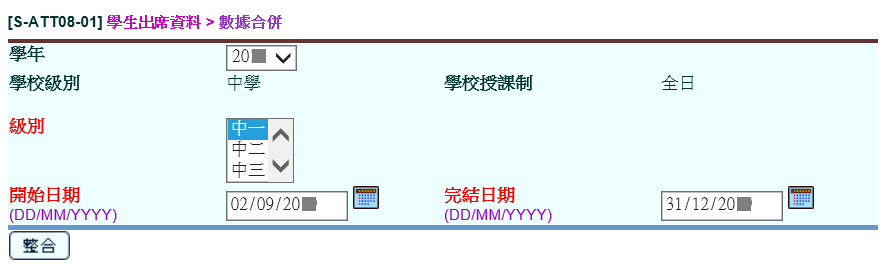 [S-ATT08-01] 學生出席資料 > 數據合併
學年 20
學校級別 中學 學校授課制 全日
級別 中一
中二
中三
開始日期 02/09/20 完結日期 31/12/20
(DD/MM/YYYY) (DD/MM/YYYY)
整合